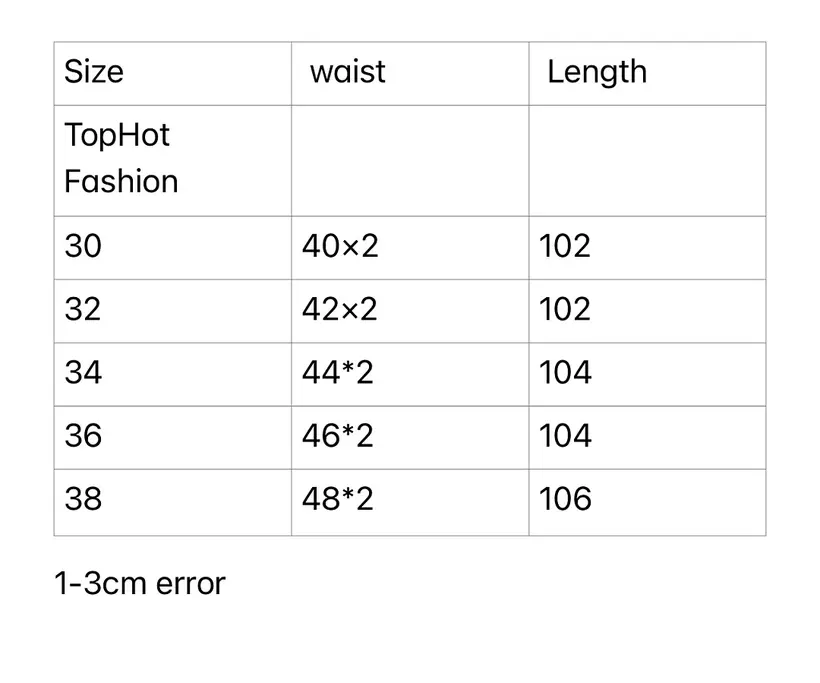 Size waist Length
TopHot
Fashion
30 40×2 102
32 42×2 102
34 44*2 104
36 46*2 104
38 48*2 106
1-3cm error